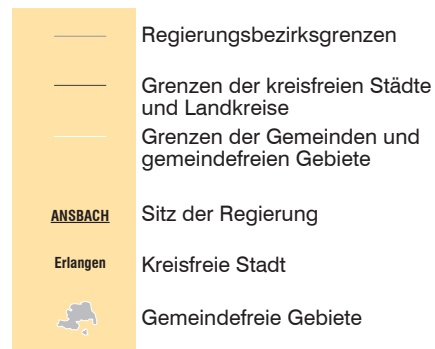 Regierungsbezirksgrenzen
Grenzen der kreisfreien Städte
und Landkreise
Grenzen der Gemeinden und
gemeindefreien Gebiete
ANSBACH Sitz der Regierung
Erlangen Kreisfreie Stadt
Gemeindefreie Gebiete